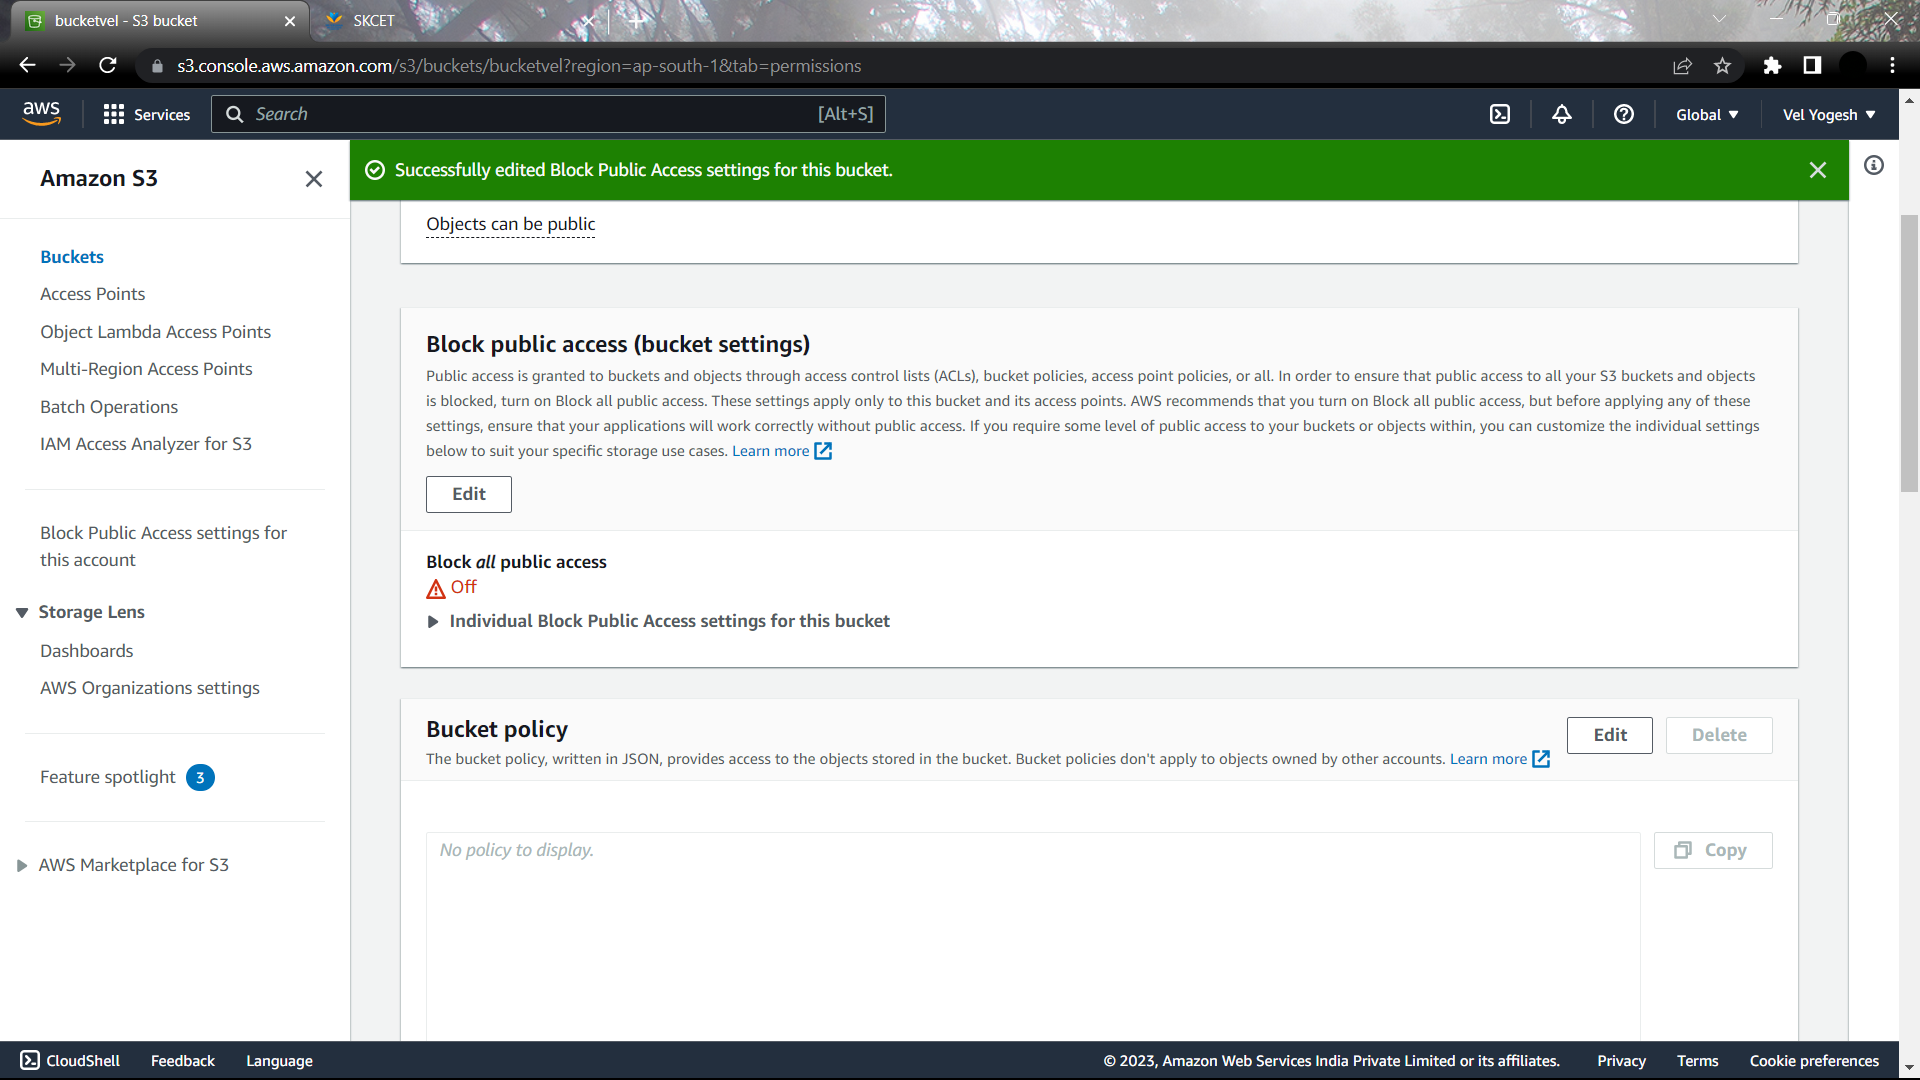 bucketvel - S3 bucket
SKCET
s3.console.aws.amazon.com/s3/buckets/bucketvel?region=ap-south-1&tab=permissions
aws
Services
Search
[Alt+S]
Global
Vel Yogesh
Amazon S3
Buckets
Access Points
Object Lambda Access Points
Multi-Region Access Points
Batch Operations
IAM Access Analyzer for S3
Block Public Access settings for
this account
Storage Lens
Dashboards
AWS Organizations settings
Feature spotlight 3
AWS Marketplace for S3
Successfully edited Block Public Access settings for this bucket.
Objects can be public
Block public access (bucket settings)
Public access is granted to buckets and objects through access control lists (ACLs), bucket policies, access point policies, or all. In order to ensure that public access to all your S3 buckets and objects
is blocked, turn on Block all public access. These settings apply only to this bucket and its access points. AWS recommends that you turn on Block all public access, but before applying any of these
settings, ensure that your applications will work correctly without public access. If you require some level of public access to your buckets or objects within, you can customize the individual settings
below to suit your specific storage use cases. Learn more
Edit
Block all public access
Off
Individual Block Public Access settings for this bucket
Bucket policy
The bucket policy, written in JSON, provides access to the objects stored in the bucket. Bucket policies don't apply to objects owned by other accounts. Learn more
Edit
Delete
No policy to display.
Copy
CloudShell
Feedback
Language
© 2023, Amazon Web Services India Private Limited or its affiliates.
Privacy
Terms
Cookie preferences